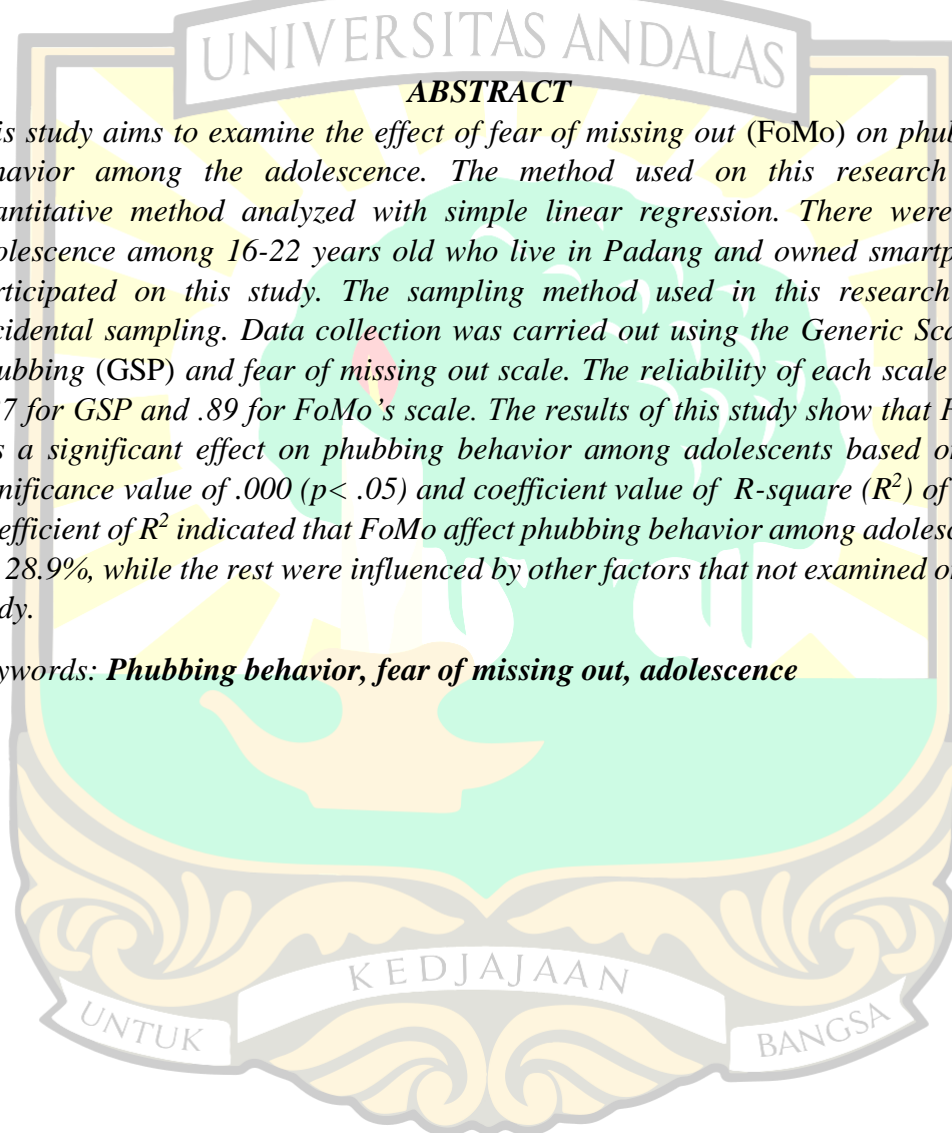 UNIVERSITAS ANDALAS
ABSTRACT
is study aims to examine the effect of fear of missing out (FoMo) on phub
havior among the adolescence. The method used on this research
antitative method analyzed with simple linear regression. There were
olescence among 16-22 years old who live in Padang and owned smartp
rticipated on this study. The sampling method used in this research
cidental sampling. Data collection was carried out using the Generic Sca
ubbing (GSP) and fear of missing out scale. The reliability of each scale
7 for GSP and .89 for FoMo's scale. The results of this study show that F
s a significant effect on phubbing behavior among adolescents based o
nificance value of .000 (p< .05) and coefficient value of R-square (R²) of
efficient of R² indicated that FoMo affect phubbing behavior among adoles
28.9%, while the rest were influenced by other factors that not examined o
dy.
ywords: Phubbing behavior, fear of missing out, adolescence
KEDJAJAAN
UNTUK
BANGSA